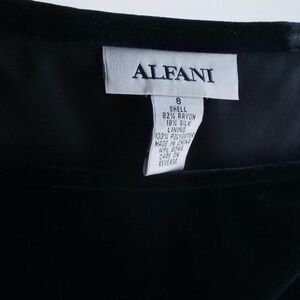 ALFANI
8
SHELL
82% RAYON
18% SILK
LINING
100% POLYESTER
MADE IN CHINA
CARE ON
REVERSE